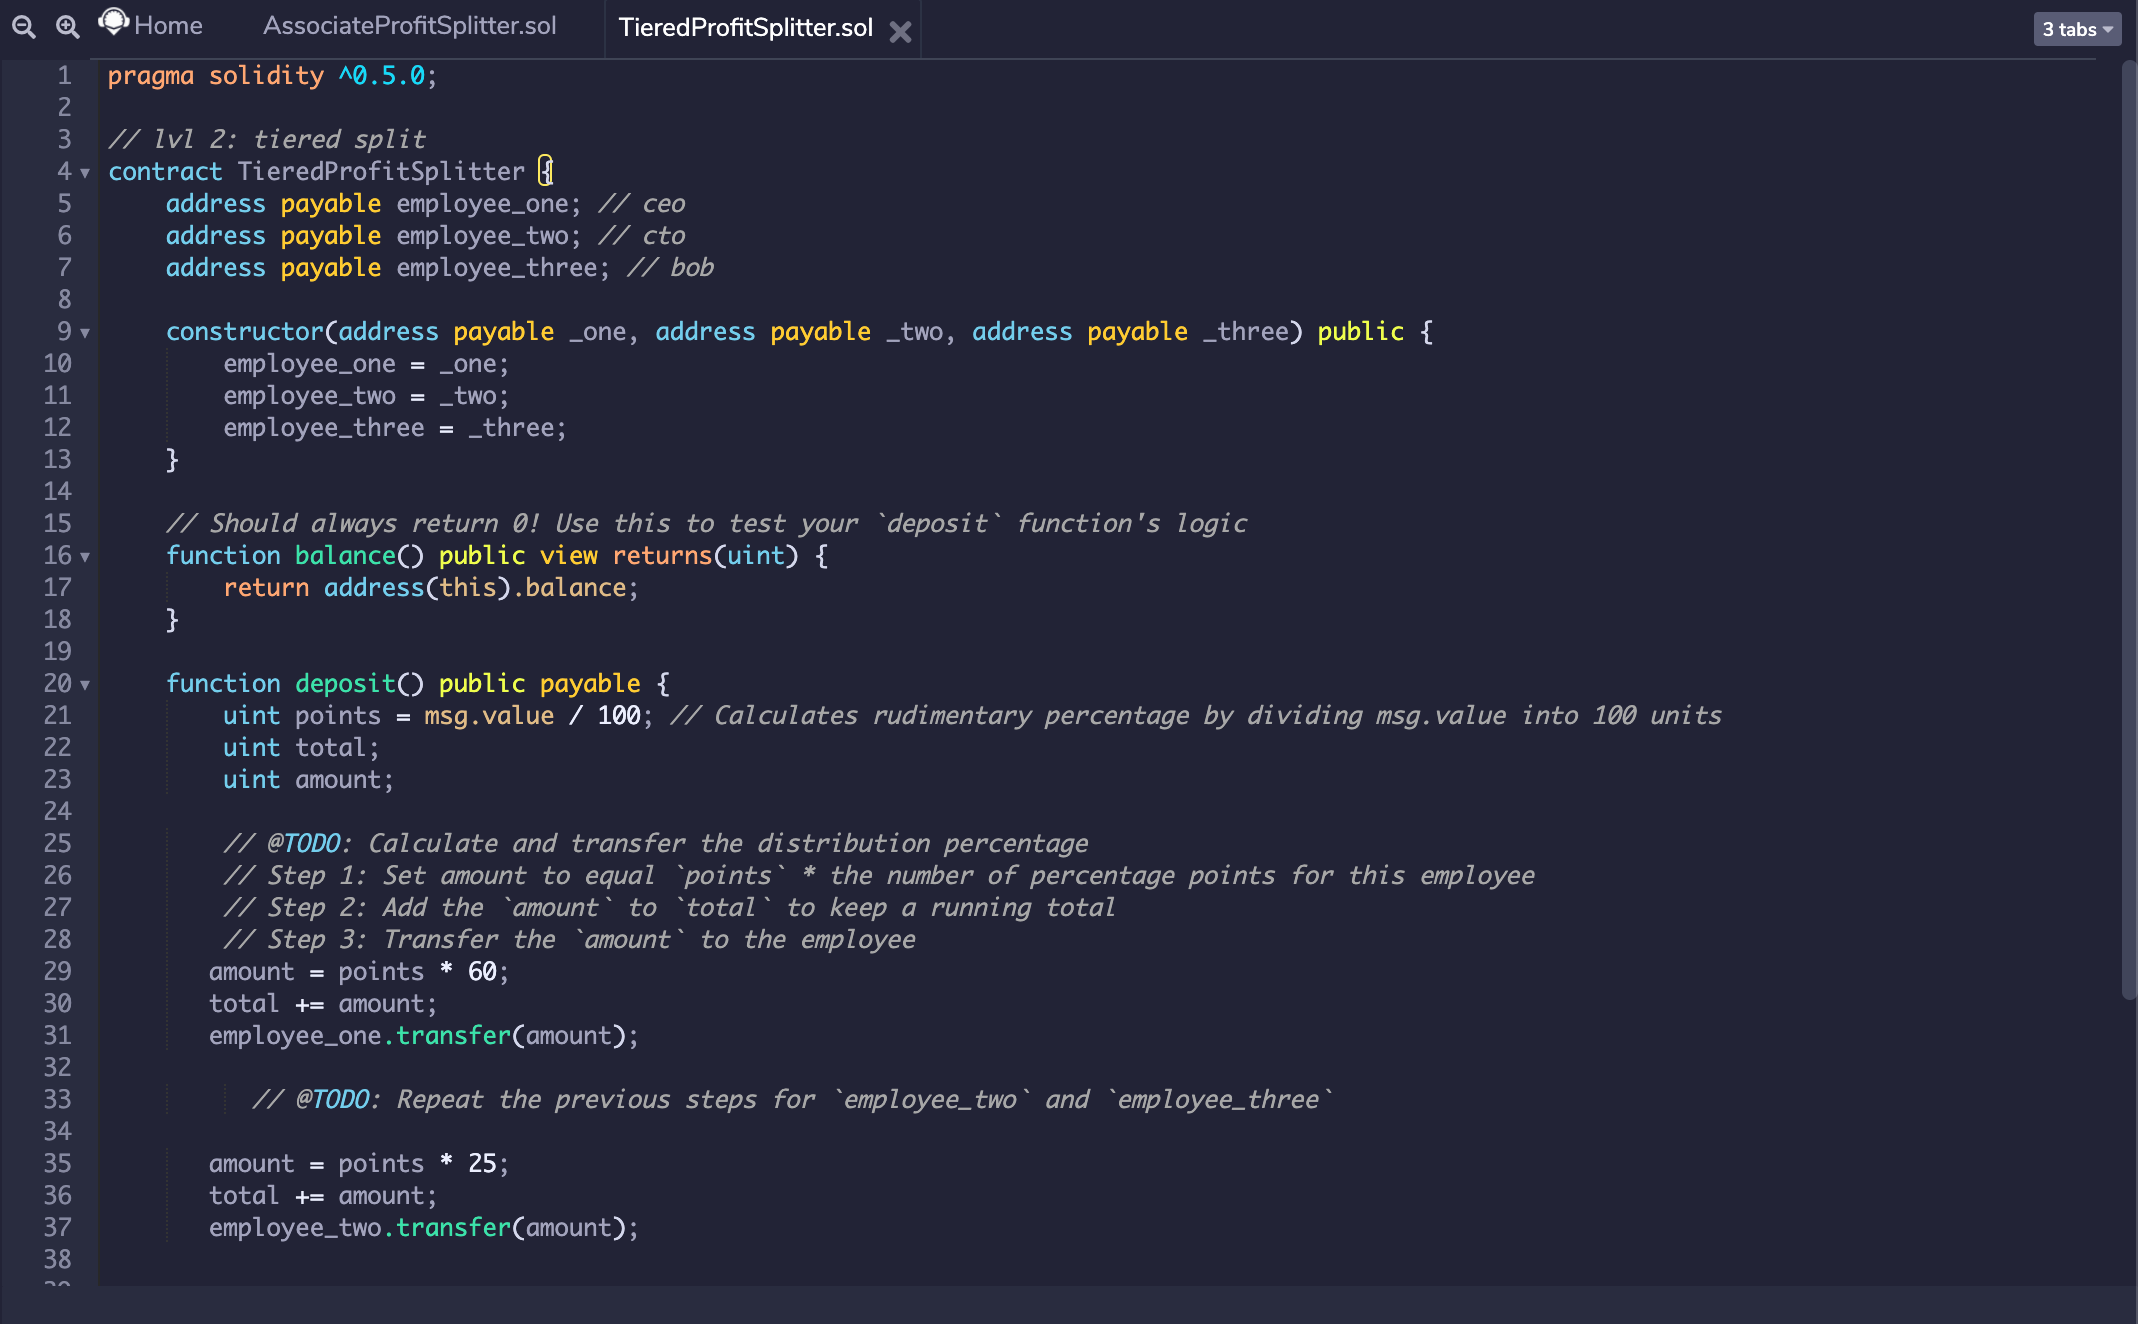 Home AssociateProfitSplitter.sol TieredProfitSplitter.sol 3 tabs
1 pragma solidity ^0.5.0;
2
3 // lvl 2: tiered split
4 contract TieredProfitSplitter {
5 address payable employee_one; // ceo
6 address payable employee_two; // cto
7 address payable employee_three; // bob
8
9 constructor(address payable _one, address payable _two, address payable _three) public {
10 employee_one = _one;
11 employee_two = _two;
12 employee_three = _three;
13 }
14
15 // Should always return 0! Use this to test your `deposit` function's logic
16 function balance() public view returns(uint) {
17 return address(this).balance;
18 }
19
20 function deposit() public payable {
21 uint points = msg.value / 100; // Calculates rudimentary percentage by dividing msg.value into 100 units
22 uint total;
23 uint amount;
24
25 // @TODO: Calculate and transfer the distribution percentage
26 // Step 1: Set amount to equal `points` * the number of percentage points for this employee
27 // Step 2: Add the `amount` to `total` to keep a running total
28 // Step 3: Transfer the `amount` to the employee
29 amount = points * 60;
30 total += amount;
31 employee_one.transfer(amount);
32
33 // @TODO: Repeat the previous steps for `employee_two` and `employee_three`
34
35 amount = points * 25;
36 total += amount;
37 employee_two.transfer(amount);
38